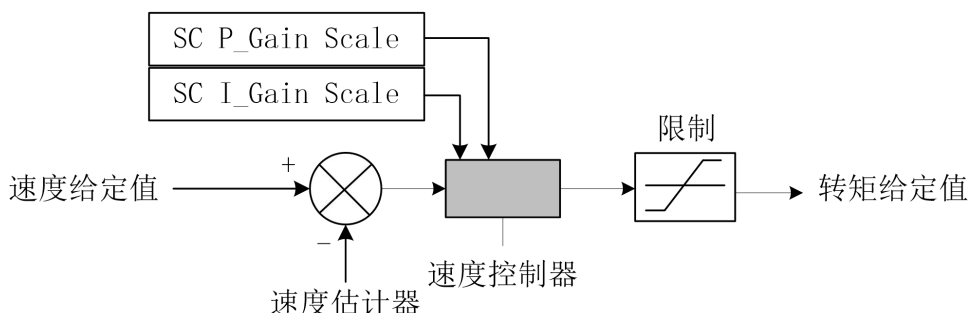 SC P_Gain Scale
SC I_Gain Scale
限制
+
速度给定值
转矩给定值
−
速度控制器
速度估计器